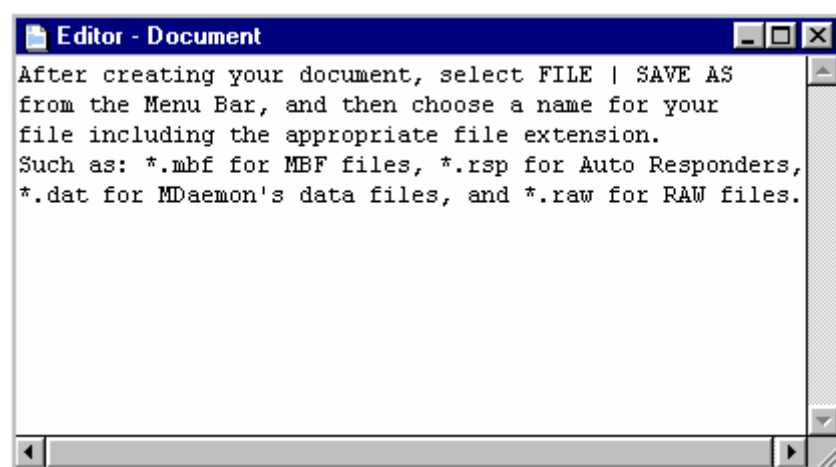 Editor - Document
After creating your document, select FILE | SAVE AS
from the Menu Bar, and then choose a name for your
file including the appropriate file extension.
Such as: *.mbf for MBF files, *.rsp for Auto Responders,
*.dat for MDaemon's data files, and *.raw for RAW files.